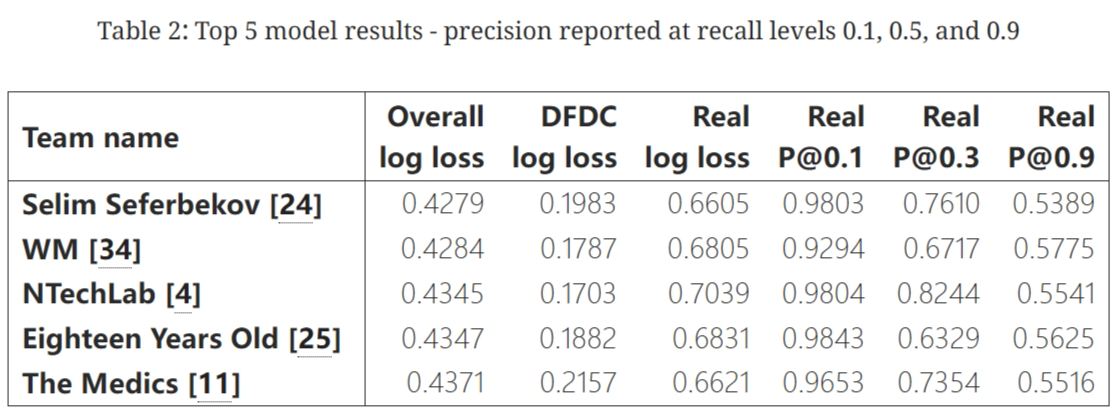 Table 2: Top 5 model results - precision reported at recall levels 0.1, 0.5, and 0.9
Team name Overall log loss DFDC log loss Real log loss Real P@0.1 Real P@0.3 Real P@0.9
Selim Seferbekov [24] 0.4279 0.1983 0.6605 0.9803 0.7610 0.5389
WM [34] 0.4284 0.1787 0.6805 0.9294 0.6717 0.5775
NTechLab [4] 0.4345 0.1703 0.7039 0.9804 0.8244 0.5541
Eighteen Years Old [25] 0.4347 0.1882 0.6831 0.9843 0.6329 0.5625
The Medics [11] 0.4371 0.2157 0.6621 0.9653 0.7354 0.5516